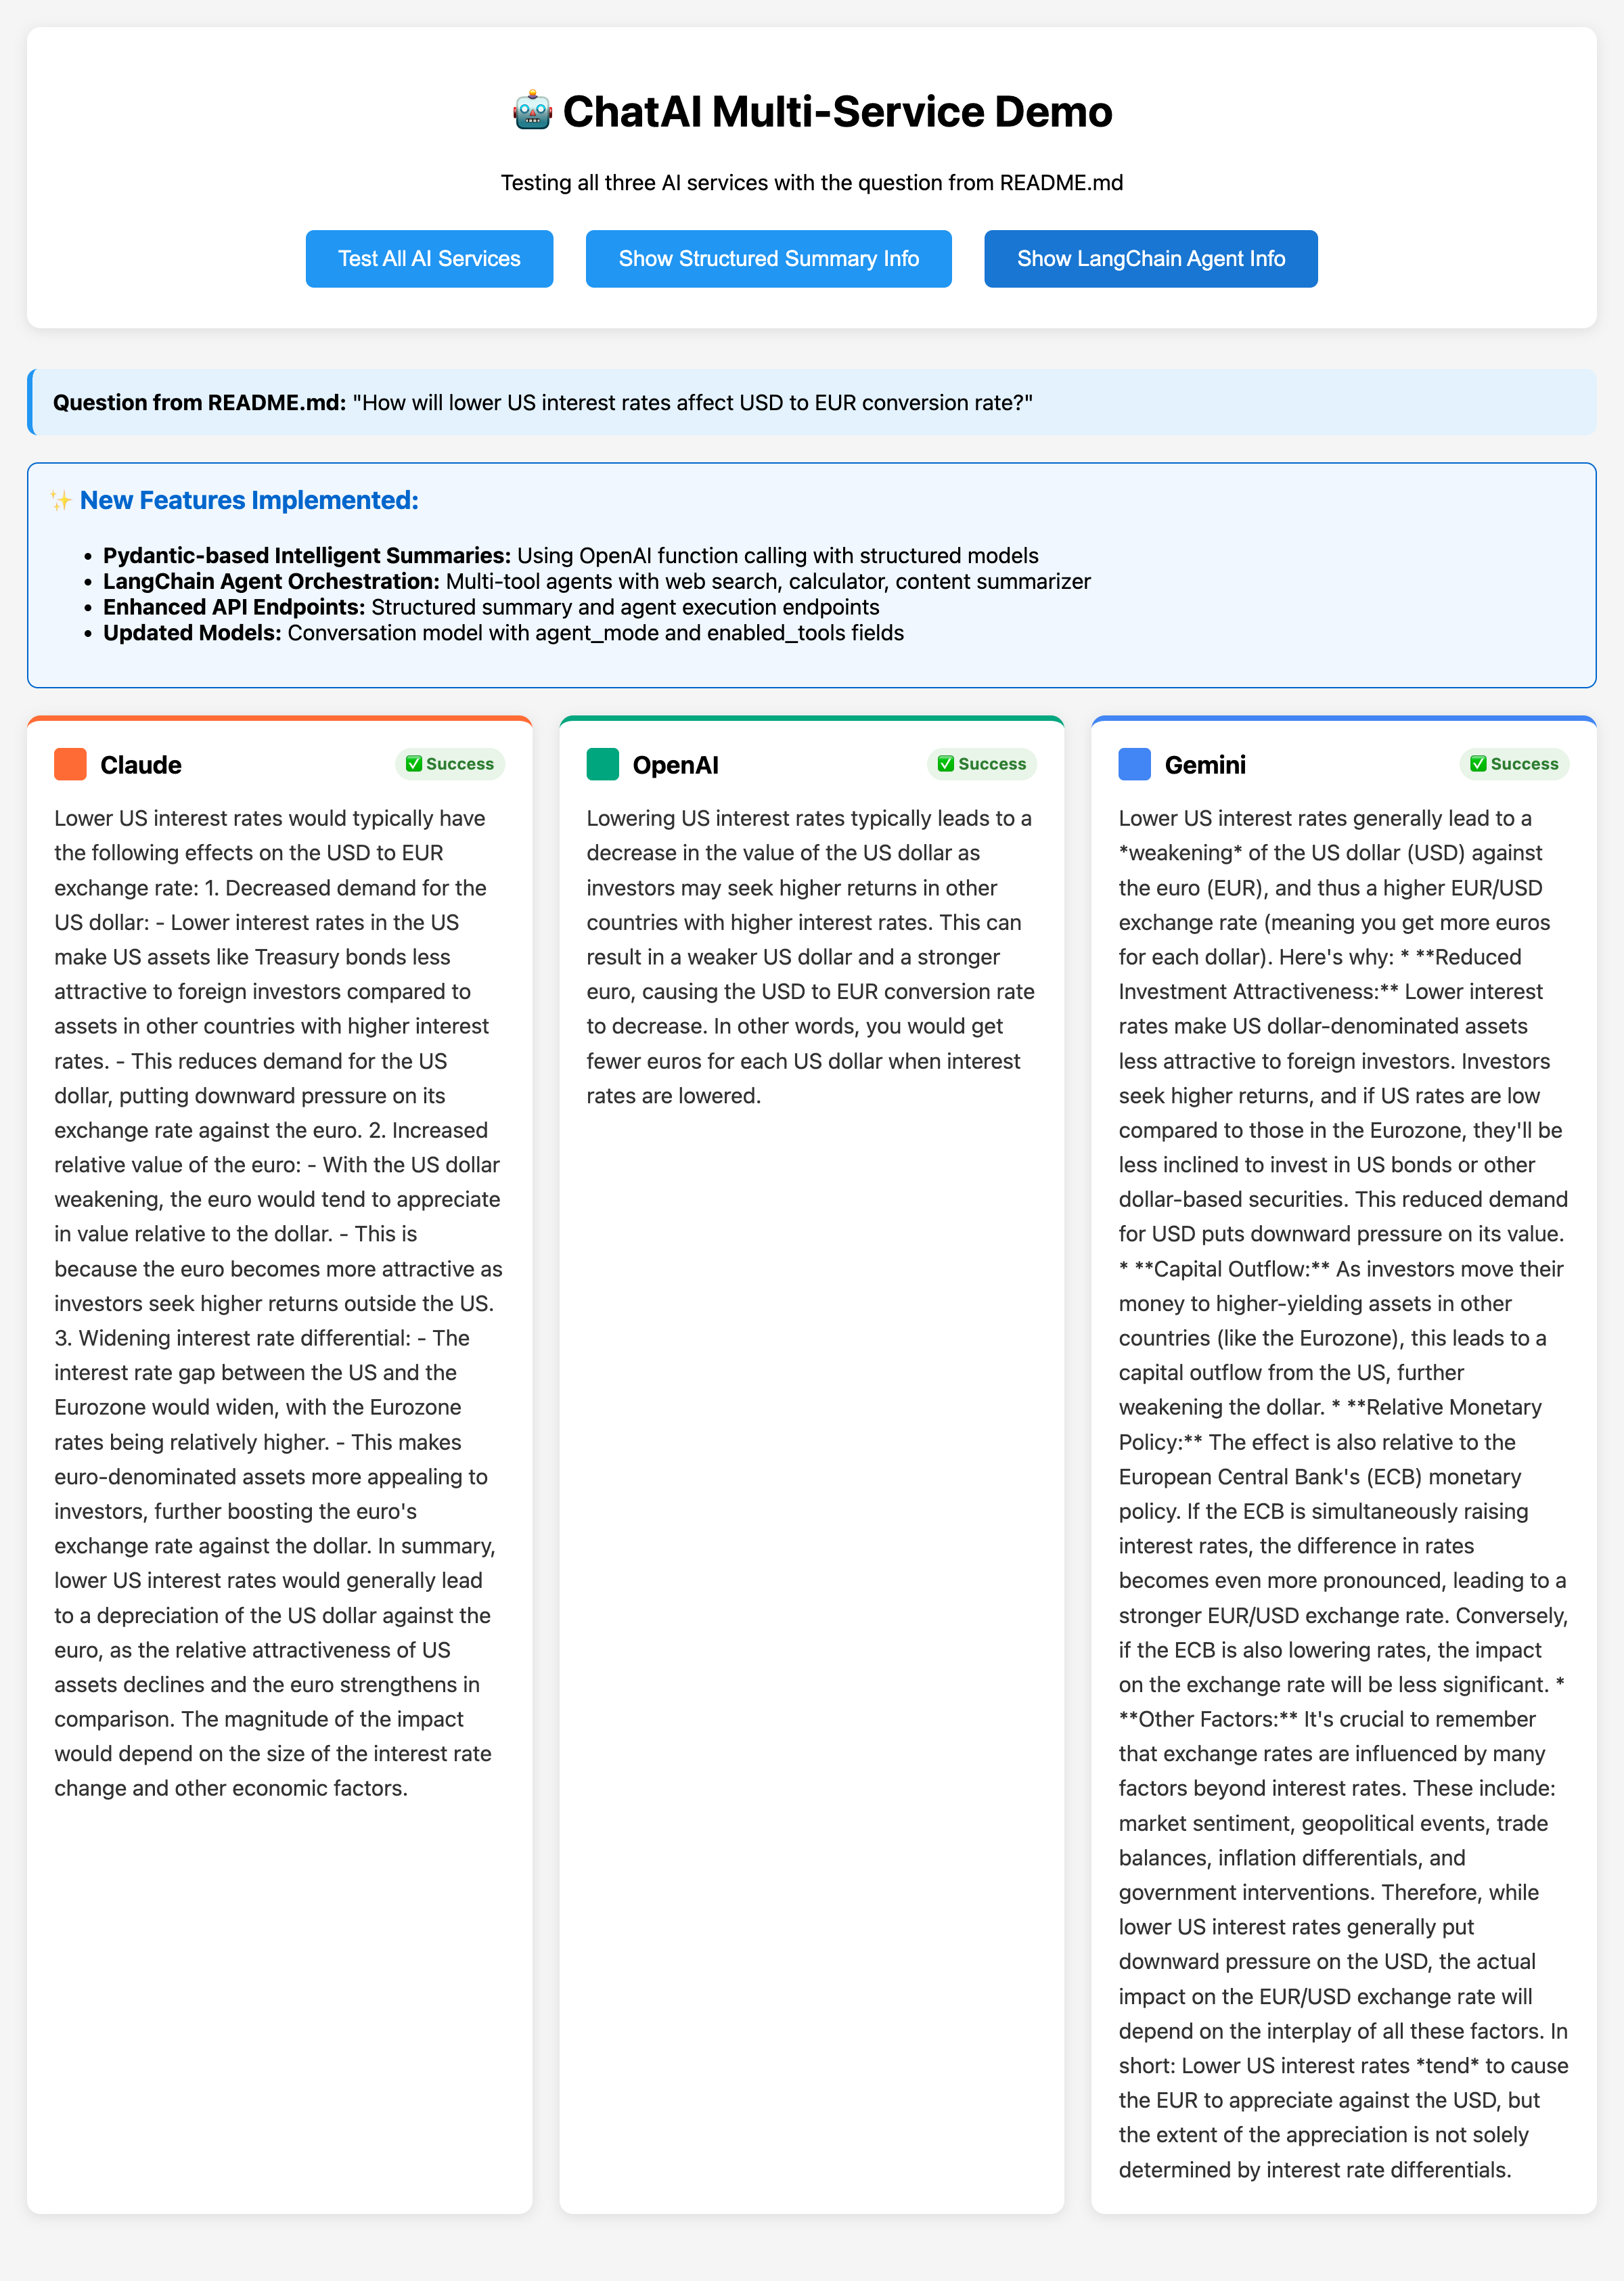 🤖 ChatAI Multi-Service Demo
Testing all three AI services with the question from README.md
Test All AI Services
Show Structured Summary Info
Show LangChain Agent Info
Question from README.md: "How will lower US interest rates affect USD to EUR conversion rate?"
✨ New Features Implemented:
• Pydantic-based Intelligent Summaries: Using OpenAI function calling with structured models
• LangChain Agent Orchestration: Multi-tool agents with web search, calculator, content summarizer
• Enhanced API Endpoints: Structured summary and agent execution endpoints
• Updated Models: Conversation model with agent_mode and enabled_tools fields
Claude
✅ Success
Lower US interest rates would typically have
the following effects on the USD to EUR
exchange rate: 1. Decreased demand for the
US dollar: - Lower interest rates in the US
make US assets like Treasury bonds less
attractive to foreign investors compared to
assets in other countries with higher interest
rates. - This reduces demand for the US
dollar, putting downward pressure on its
exchange rate against the euro. 2. Increased
relative value of the euro: - With the US dollar
weakening, the euro would tend to appreciate
in value relative to the dollar. - This is
because the euro becomes more attractive as
investors seek higher returns outside the US.
3. Widening interest rate differential: - The
interest rate gap between the US and the
Eurozone would widen, with the Eurozone
rates being relatively higher. - This makes
euro-denominated assets more appealing to
investors, further boosting the euro's
exchange rate against the dollar. In summary,
lower US interest rates would generally lead
to a depreciation of the US dollar against the
euro, as the relative attractiveness of US
assets declines and the euro strengthens in
comparison. The magnitude of the impact
would depend on the size of the interest rate
change and other economic factors.
OpenAI
✅ Success
Lowering US interest rates typically leads to a
decrease in the value of the US dollar as
investors may seek higher returns in other
countries with higher interest rates. This can
result in a weaker US dollar and a stronger
euro, causing the USD to EUR conversion rate
to decrease. In other words, you would get
fewer euros for each US dollar when interest
rates are lowered.
Gemini
✅ Success
Lower US interest rates generally lead to a
*weakening* of the US dollar (USD) against
the euro (EUR), and thus a higher EUR/USD
exchange rate (meaning you get more euros
for each dollar). Here's why: * **Reduced
Investment Attractiveness:** Lower interest
rates make US dollar-denominated assets
less attractive to foreign investors. Investors
seek higher returns, and if US rates are low
compared to those in the Eurozone, they'll be
less inclined to invest in US bonds or other
dollar-based securities. This reduced demand
for USD puts downward pressure on its value.
* **Capital Outflow:** As investors move their
money to higher-yielding assets in other
countries (like the Eurozone), this leads to a
capital outflow from the US, further
weakening the dollar. * **Relative Monetary
Policy:** The effect is also relative to the
European Central Bank's (ECB) monetary
policy. If the ECB is simultaneously raising
interest rates, the difference in rates
becomes even more pronounced, leading to a
stronger EUR/USD exchange rate. Conversely,
if the ECB is also lowering rates, the impact
on the exchange rate will be less significant. *
**Other Factors:** It's crucial to remember
that exchange rates are influenced by many
factors beyond interest rates. These include:
market sentiment, geopolitical events, trade
balances, inflation differentials, and
government interventions. Therefore, while
lower US interest rates generally put
downward pressure on the USD, the actual
impact on the EUR/USD exchange rate will
depend on the interplay of all these factors. In
short: Lower US interest rates *tend* to cause
the EUR to appreciate against the USD, but
the extent of the appreciation is not solely
determined by interest rate differentials.